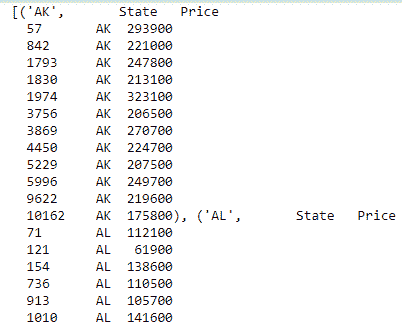 [('AK',       State   Price
57       AK  293900
842      AK  221000
1793     AK  247800
1830     AK  213100
1974     AK  323100
3756     AK  206500
3869     AK  270700
4450     AK  224700
5229     AK  207500
5996     AK  249700
9622     AK  219600
10162    AK  175800), ('AL',       State   Price
71       AL  112100
121      AL   61900
154      AL  138600
736      AL  110500
913      AL  105700
1010     AL  141600